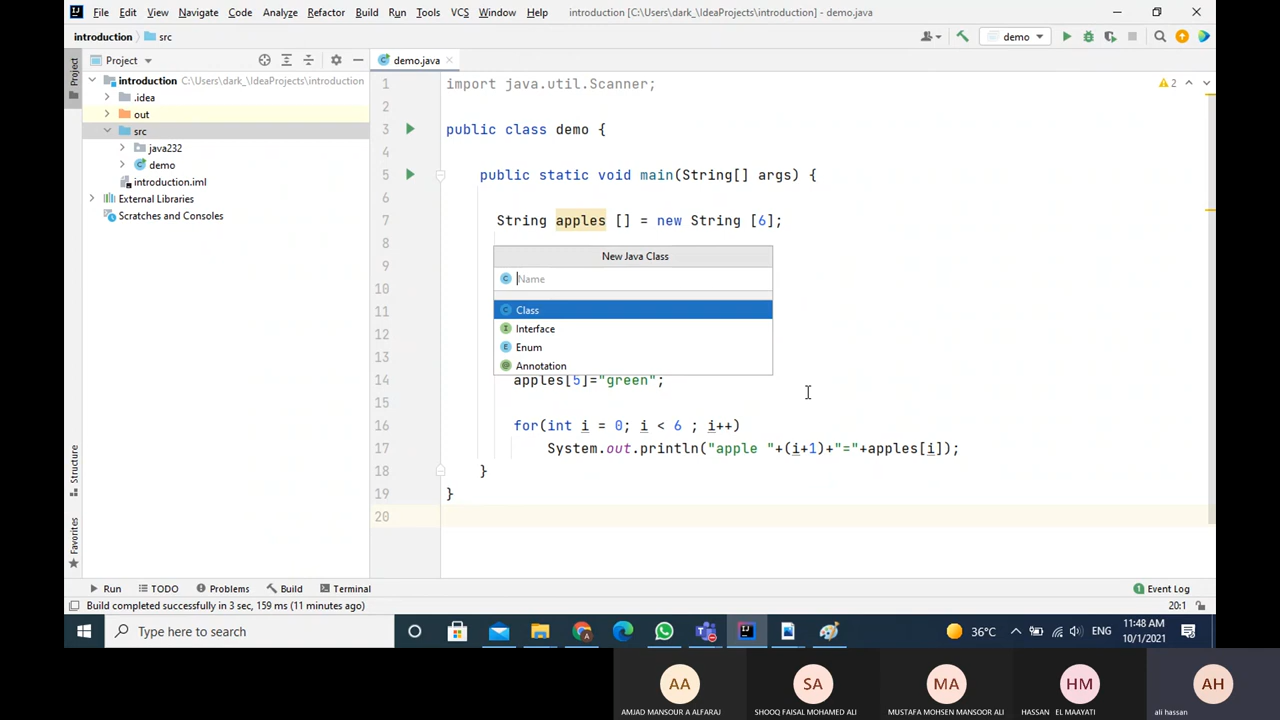 File Edit View Navigate Code Analyze Refactor Build Run Tools VCS Window Help introduction [C:\Users\dark_\IdeaProjects\introduction] - demo.java
introduction src
demo
Project
Project
demo.java
introduction C:\Users\dark_\IdeaProjects\introduction
.idea
out
src
java232
demo
introduction.iml
External Libraries
Scratches and Consoles
Structure
Favorites
2
1 import java.util.Scanner;
2
3 public class demo {
4
5 public static void main(String[] args) {
6
7 String apples [] = new String [6];
8
9
10
11
12
13
14 apples[5]="green";
15
16 for(int i = 0; i < 6 ; i++)
17 System.out.println("apple "+(i+1)+"="+apples[i]);
18 }
19 }
20
New Java Class
Name
Class
Interface
Enum
Annotation
Run TODO Problems Build Terminal 1 Event Log
Build completed successfully in 3 sec, 159 ms (11 minutes ago) 20:1
Type here to search
36°C ENG
11:48 AM
10/1/2021
AA SA MA HM AH
AMJAD MANSOUR A ALFARAJ SHOOQ FAISAL MOHAMED ALI MUSTAFA MOHSEN MANSOOR ALI HASSAN EL MAAYATI ali hassan